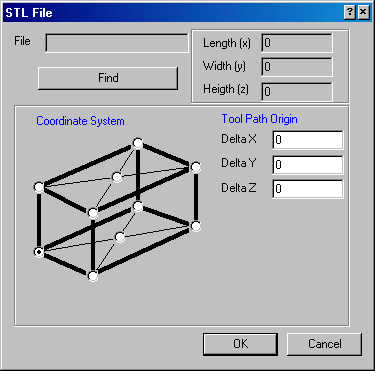 STL File
File
Length (x) 0
Width (y) 0
Heigth (z) 0
Find
Coordinate System
Tool Path Origin
Delta X 0
Delta Y 0
Delta Z 0
OK
Cancel